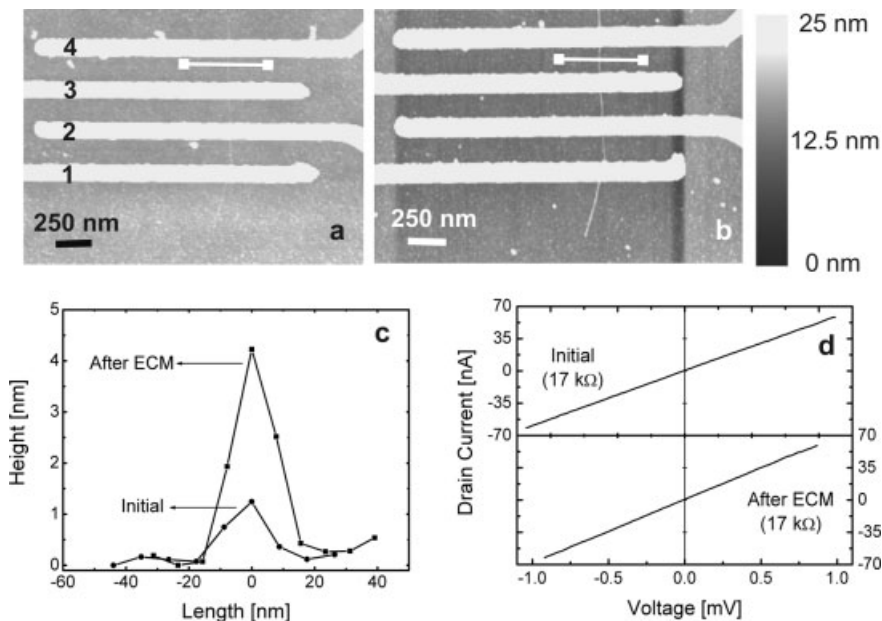 4
3
2
1
250 nm
a
250 nm
b
25 nm
12.5 nm
0 nm
5
4
3
2
1
0
Height [nm]
c
After ECM
Initial
-60
-40
-20
0
20
40
Length [nm]
70
35
0
-35
-70
Drain Current [nA]
d
Initial
(17 kΩ)
70
35
0
-35
-70
After ECM
(17 kΩ)
-1.0
-0.5
0.0
0.5
1.0
Voltage [mV]